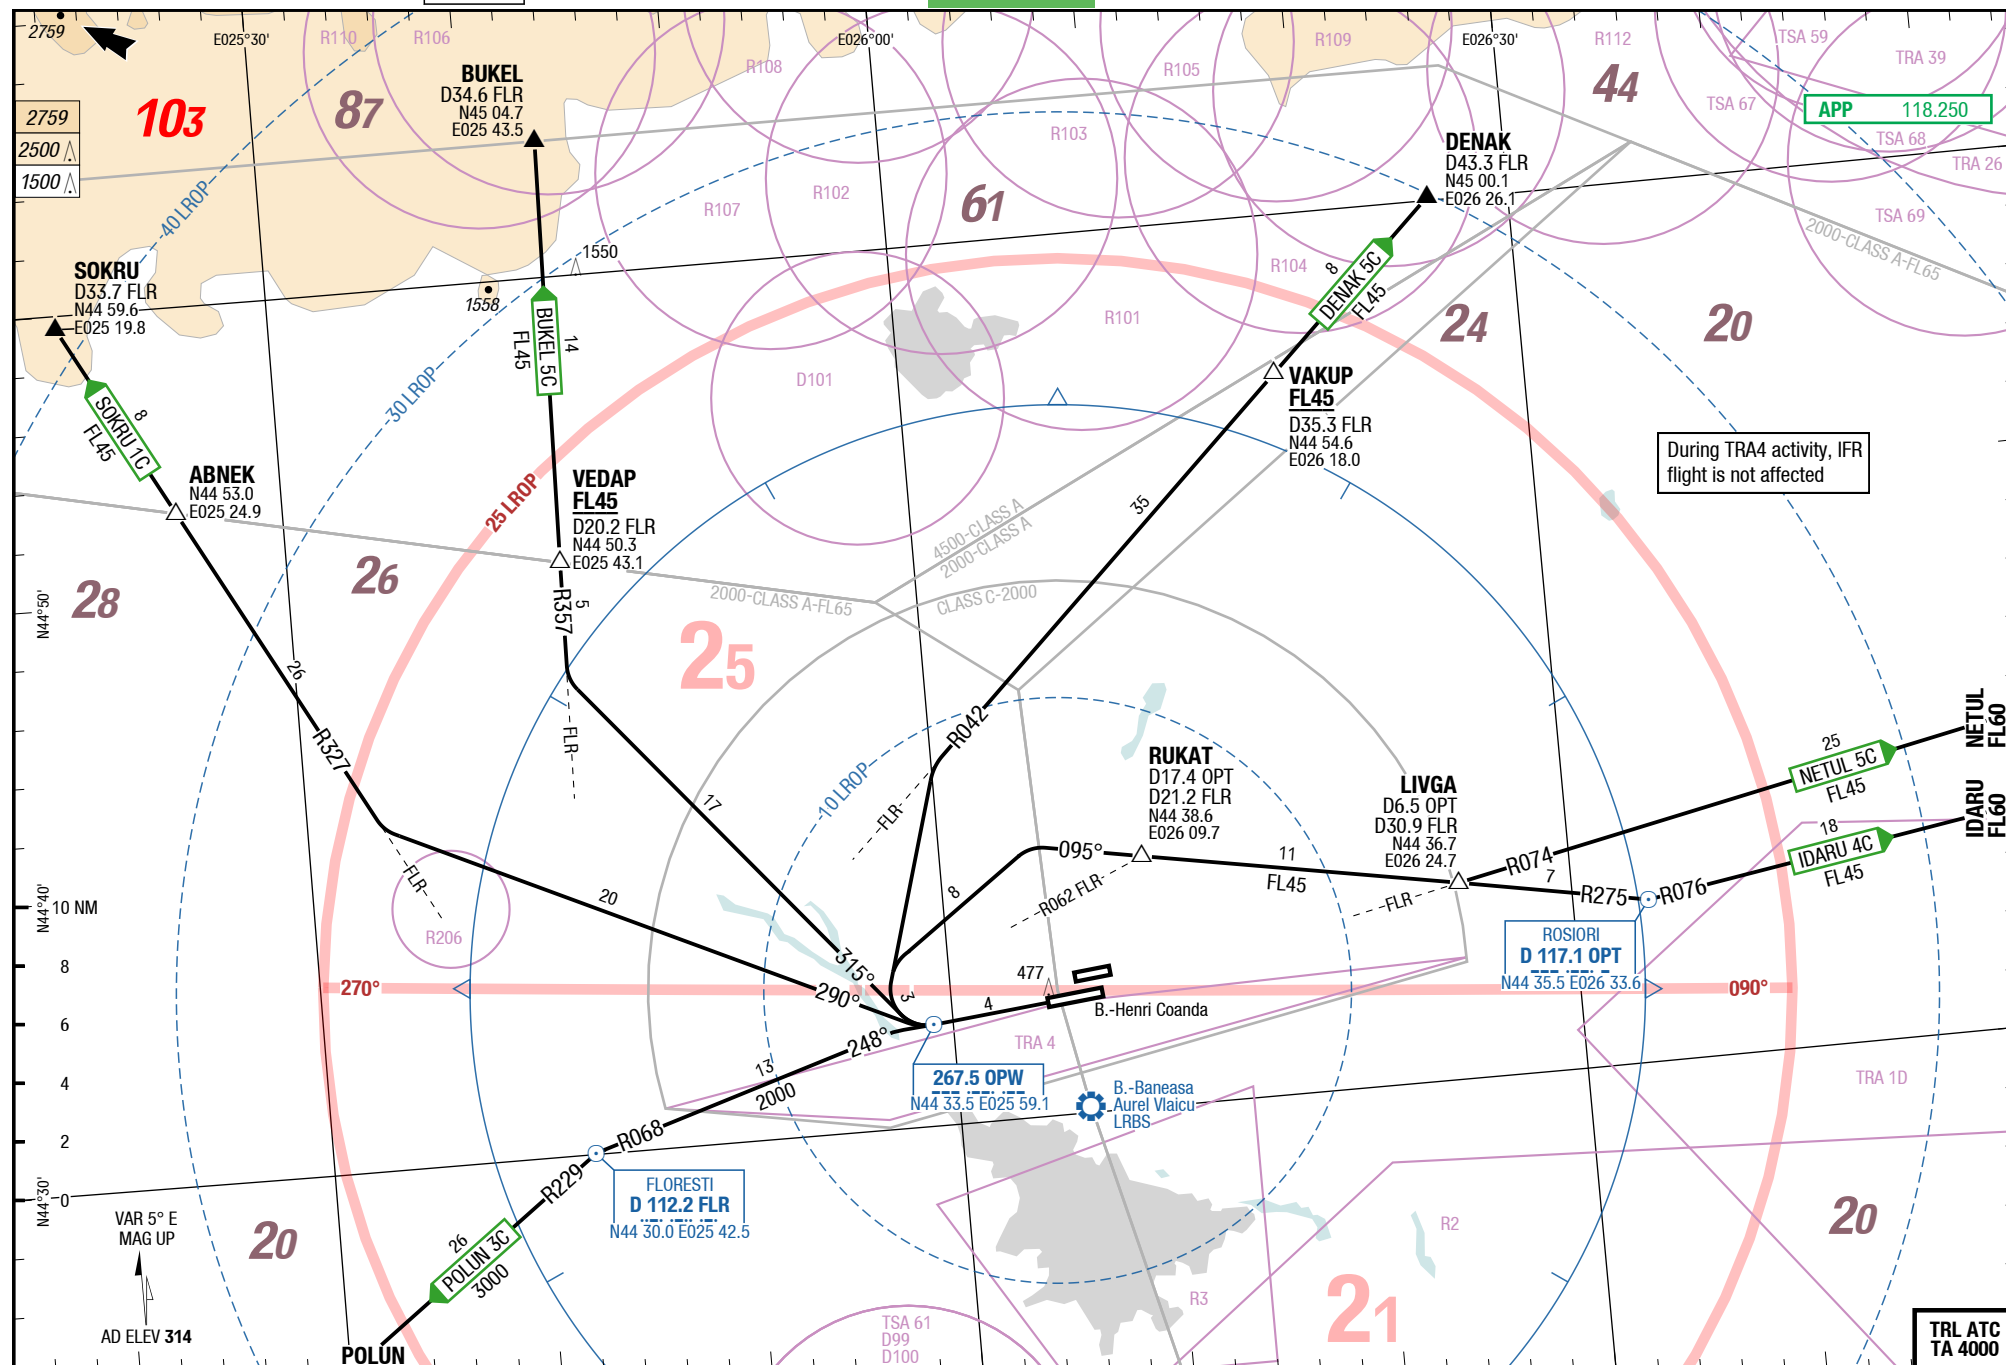 2759
E025°30'
R110
R106
E026°00'
R109
E026°30'
R112
TSA 59
TRA 39
BUKEL
D34.6 FLR
N45 04.7
E025 43.5
R108
R105
44
TSA 67
APP 118.250
2759
2500
1500
103
87
R103
DENAK
D43.3 FLR
N45 00.1
E026 26.1
TSA 68
TRA 26
40 LROP
R107
R102
61
TSA 69
2000-CLASS A-FL65
SOKRU
D33.7 FLR
N44 59.6
E025 19.8
1550
1558
R104
8
DENAK 5C
FL45
R101
24
20
BUKEL 5C
FL45
14
30 LROP
D101
VAKUP
FL45
D35.3 FLR
N44 54.6
E026 18.0
8
SOKRU 1C
FL45
During TRA4 activity, IFR
flight is not affected
ABNEK
N44 53.0
E025 24.9
VEDAP
FL45
D20.2 FLR
N44 50.3
E025 43.1
25 LROP
35
4500-CLASS A
2000-CLASS A
28
26
N44°50'
5
R357
2000-CLASS A-FL65
CLASS C-2000
25
26
R327
FLR
R042
10 LROP
FLR
17
RUKAT
D17.4 OPT
D21.2 FLR
N44 38.6
E026 09.7
LIVGA
D6.5 OPT
D30.9 FLR
N44 36.7
E026 24.7
NETUL
FL60
25
NETUL 5C
FL45
IDARU
FL60
18
IDARU 4C
FL45
095°
11
FL45
R074
7
R275
R076
FLR
R062 FLR
FLR
8
20
N44°40'
10 NM
R206
ROSIORI
D 117.1 OPT
N44 35.5 E026 33.6
315°
290°
3
477
4
B.-Henri Coanda
270°
090°
8
6
4
2
0
248°
13
2000
TRA 4
267.5 OPW
N44 33.5 E025 59.1
B.-Baneasa
Aurel Vlaicu
LRBS
TRA 1D
R068
R229
FLORESTI
D 112.2 FLR
N44 30.0 E025 42.5
N44°30'
VAR 5° E
MAG UP
AD ELEV 314
20
26
POLUN 3C
3000
POLUN
TSA 61
D99
D100
R3
R2
21
20
TRL ATC
TA 4000